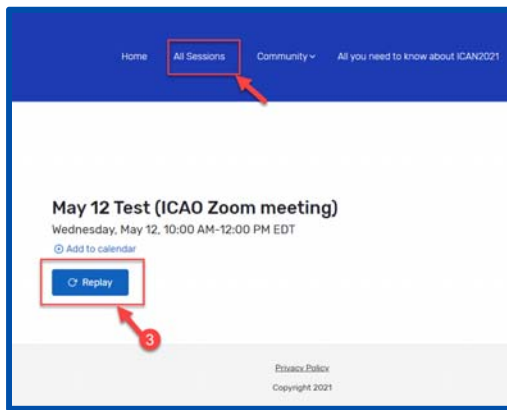 Home All Sessions Community All you need to know about ICAN2021
May 12 Test (ICAO Zoom meeting)
Wednesday, May 12, 10:00 AM-12:00 PM EDT
Add to calendar
Replay
3
Privacy Policy
Copyright 2021